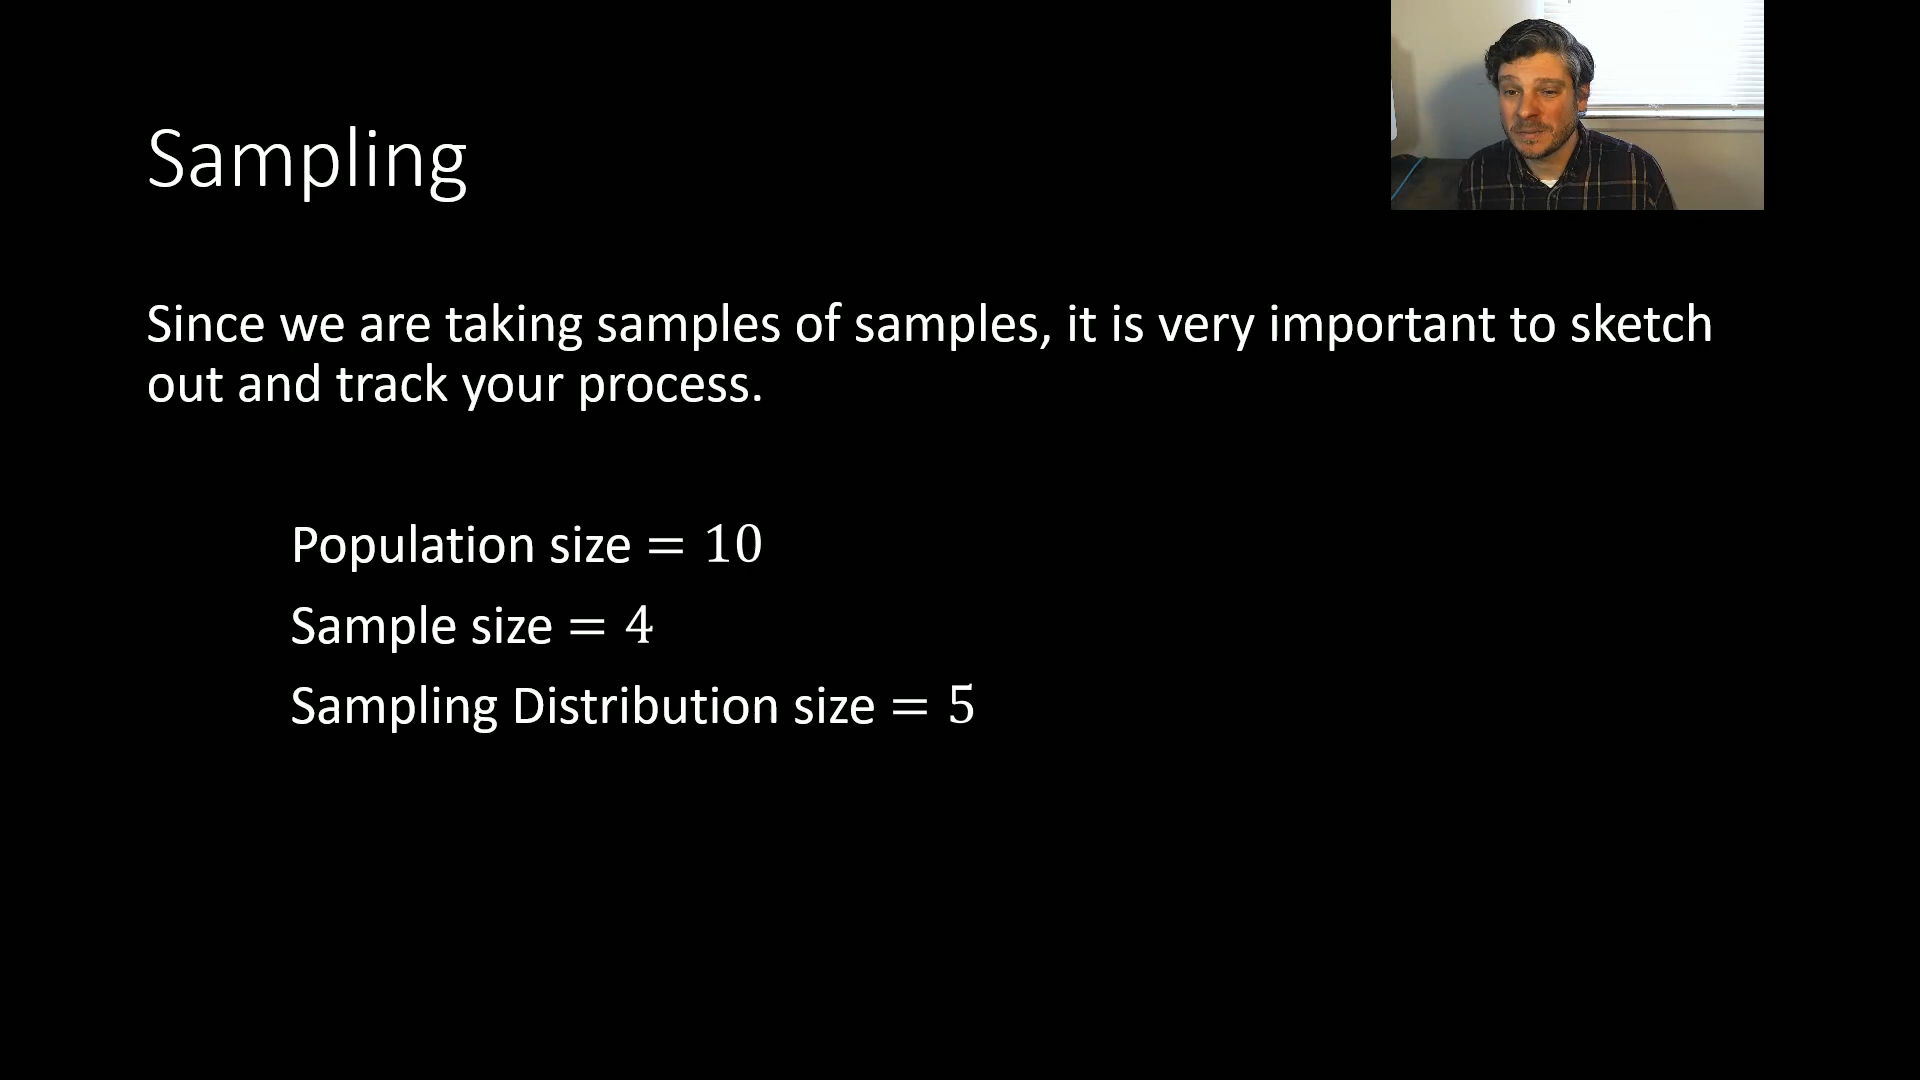 Sampling
Since we are taking samples of samples, it is very important to sketch
out and track your process.
Population size = 10
Sample size = 4
Sampling Distribution size = 5